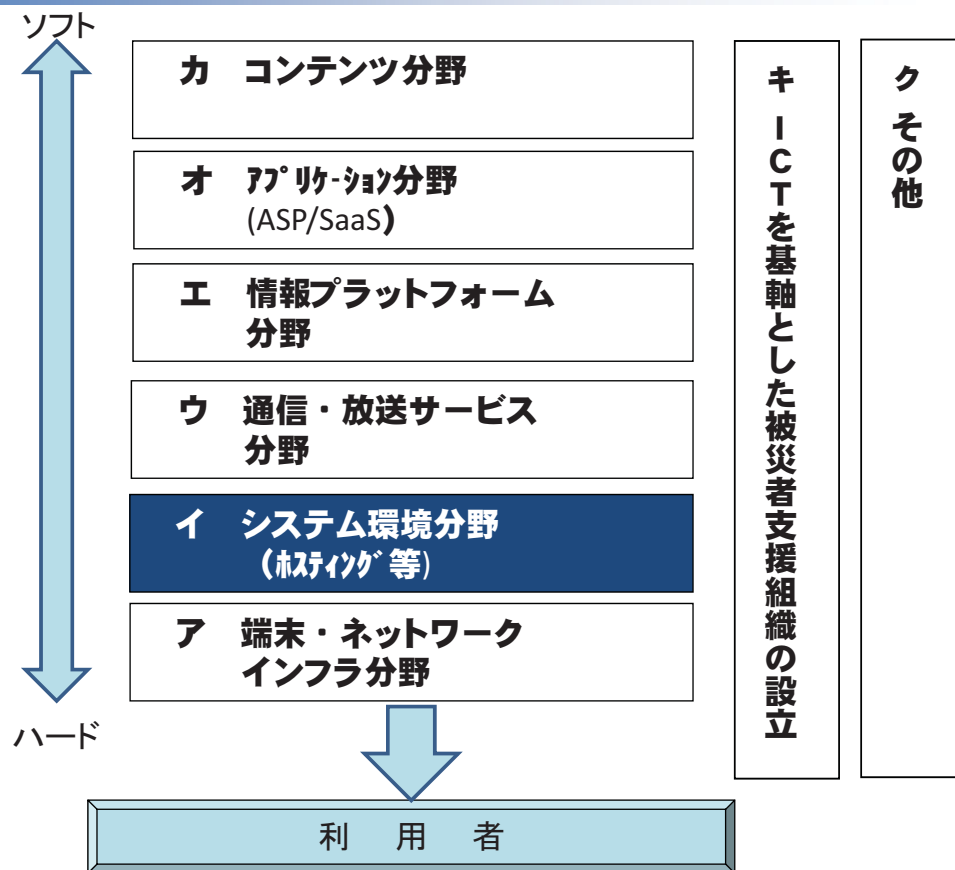 ソフト
カ コンテンツ分野
オ ｱﾌﾟﾘｹ-ｼｮﾝ分野
(ASP/SaaS)
エ 情報プラットフォーム
分野
ウ 通信・放送サービス
分野
イ システム環境分野
(ﾎｽﾃｨﾝｸﾞ等)
ア 端末・ネットワーク
インフラ分野
ハード
キ ICTを基軸とした被災者支援組織の設立
ク その他
利 用 者